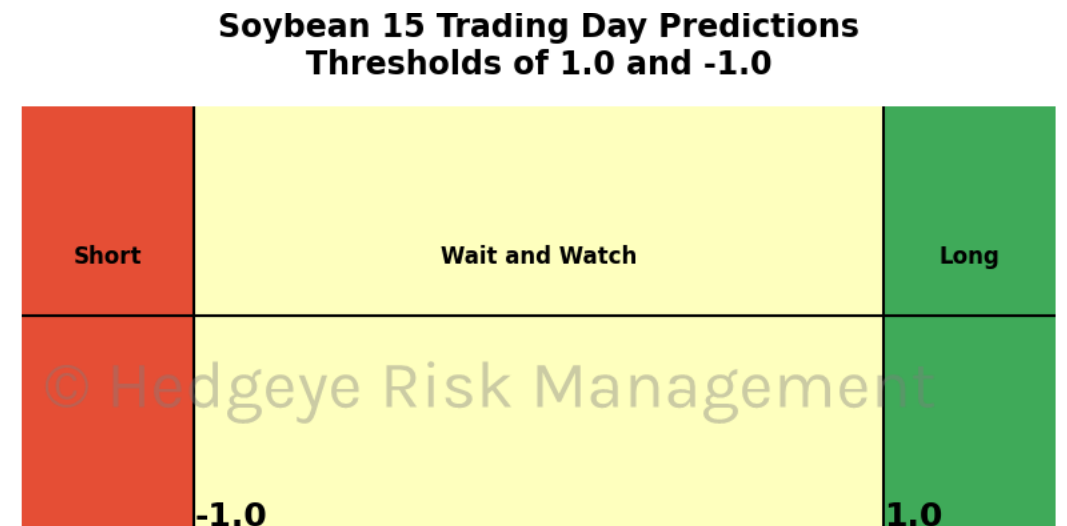 Soybean 15 Trading Day Predictions
Thresholds of 1.0 and -1.0
Short Wait and Watch Long
© Hedgeye Risk Management
-1.0 1.0